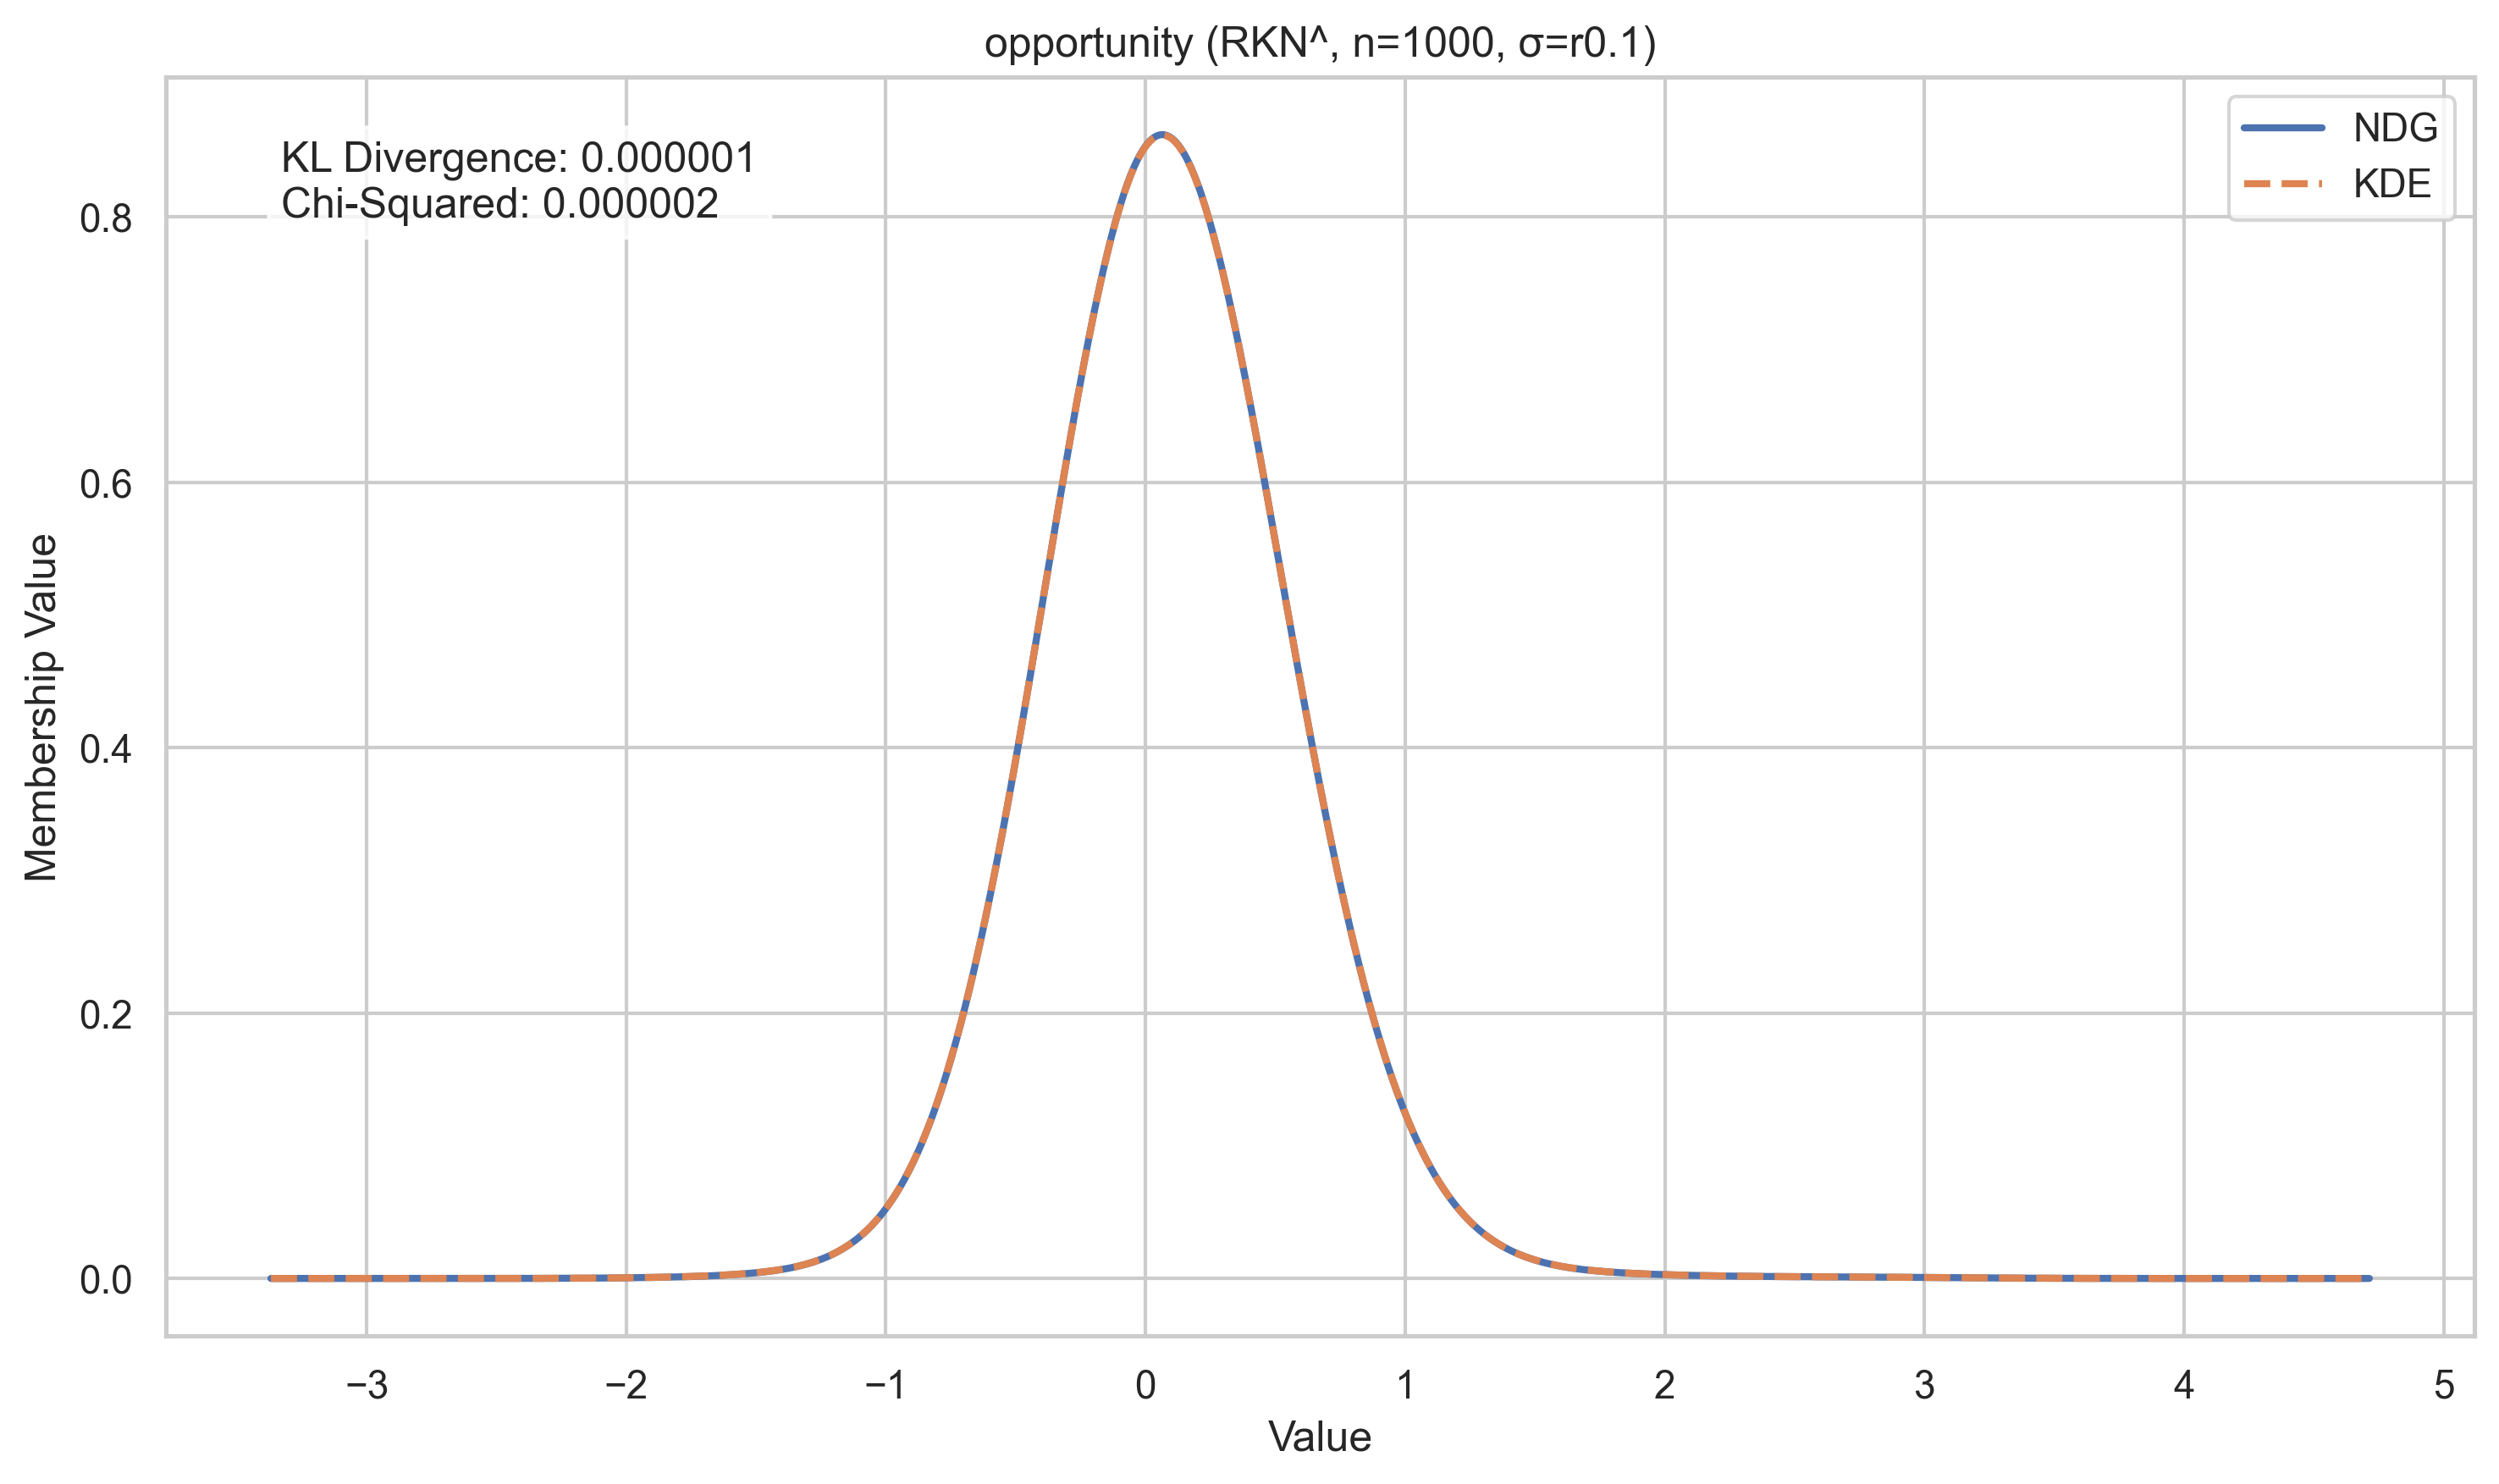 opportunity (RKN^, n=1000, σ=r0.1)
KL Divergence: 0.000001
Chi-Squared: 0.000002
NDG
KDE
Membership Value
0.8
0.6
0.4
0.2
0.0
−3 −2 −1 0 1 2 3 4 5
Value